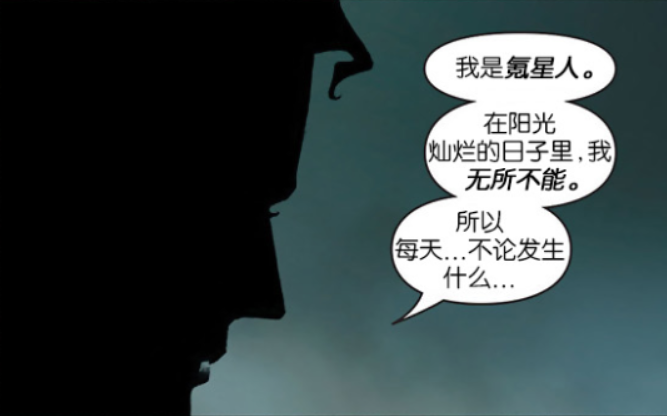 我是氪星人。
在阳光
灿烂的日子里，我
无所不能。
所以
每天…不论发生
什么…